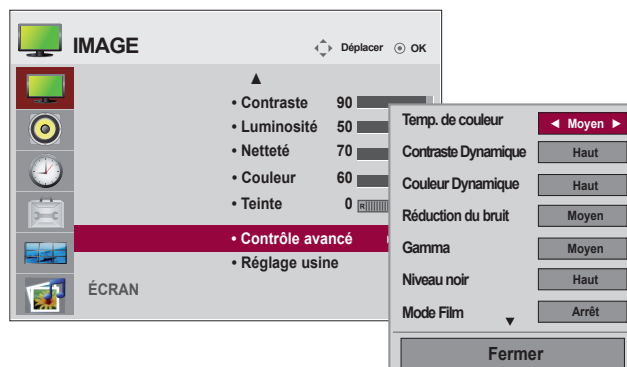 IMAGE
Déplacer OK
• Contraste 90
• Luminosité 50
• Netteté 70
• Couleur 60
• Teinte 0 R
• Contrôle avancé
• Réglage usine
ÉCRAN
Temp. de couleur ◄ Moyen ►
Contraste Dynamique Haut
Couleur Dynamique Haut
Réduction du bruit Moyen
Gamma Moyen
Niveau noir Haut
Mode Film Arrêt
Fermer